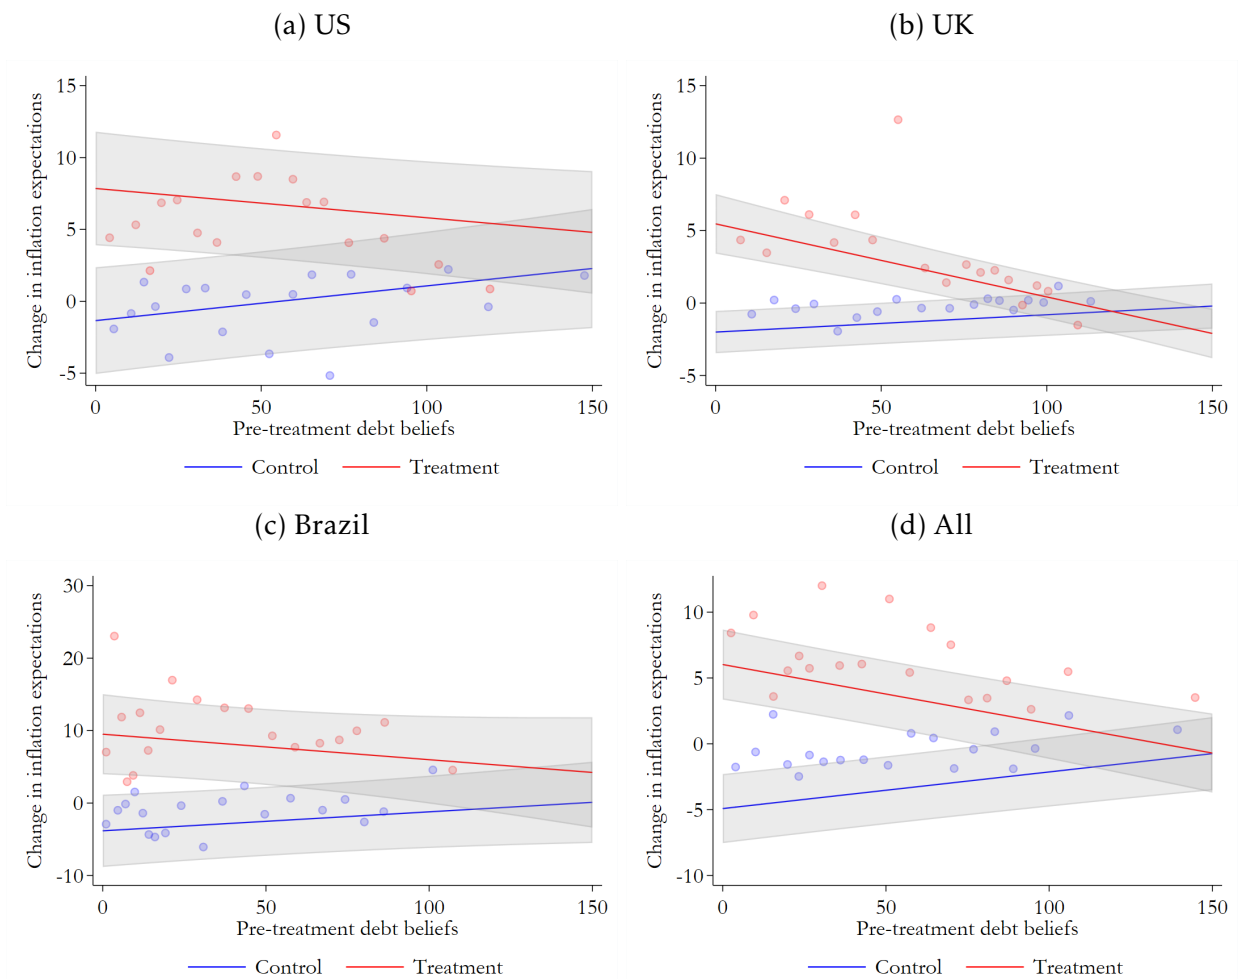 (a) US
Change in inflation expectations
15
10
5
0
-5
0 50 100 150
Pre-treatment debt beliefs
Control Treatment
(b) UK
Change in inflation expectations
15
10
5
0
-5
0 50 100 150
Pre-treatment debt beliefs
Control Treatment
(c) Brazil
Change in inflation expectations
30
20
10
0
-10
0 50 100 150
Pre-treatment debt beliefs
Control Treatment
(d) All
Change in inflation expectations
10
5
0
-5
-10
0 50 100 150
Pre-treatment debt beliefs
Control Treatment